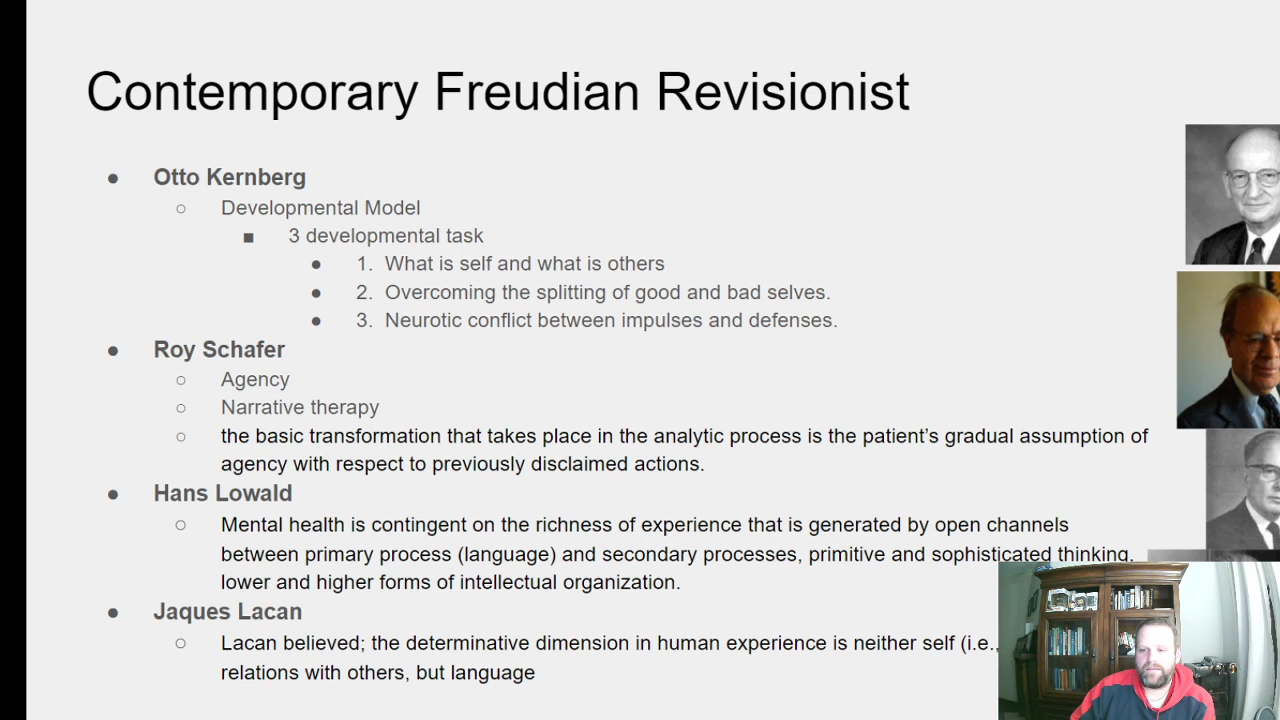 Contemporary Freudian Revisionist
● Otto Kernberg
○ Developmental Model
■ 3 developmental task
● 1. What is self and what is others
● 2. Overcoming the splitting of good and bad selves.
● 3. Neurotic conflict between impulses and defenses.
● Roy Schafer
○ Agency
○ Narrative therapy
○ the basic transformation that takes place in the analytic process is the patient’s gradual assumption of
agency with respect to previously disclaimed actions.
● Hans Lowald
○ Mental health is contingent on the richness of experience that is generated by open channels
between primary process (language) and secondary processes, primitive and sophisticated thinking,
lower and higher forms of intellectual organization.
● Jaques Lacan
○ Lacan believed; the determinative dimension in human experience is neither self (i.e.,
relations with others, but language